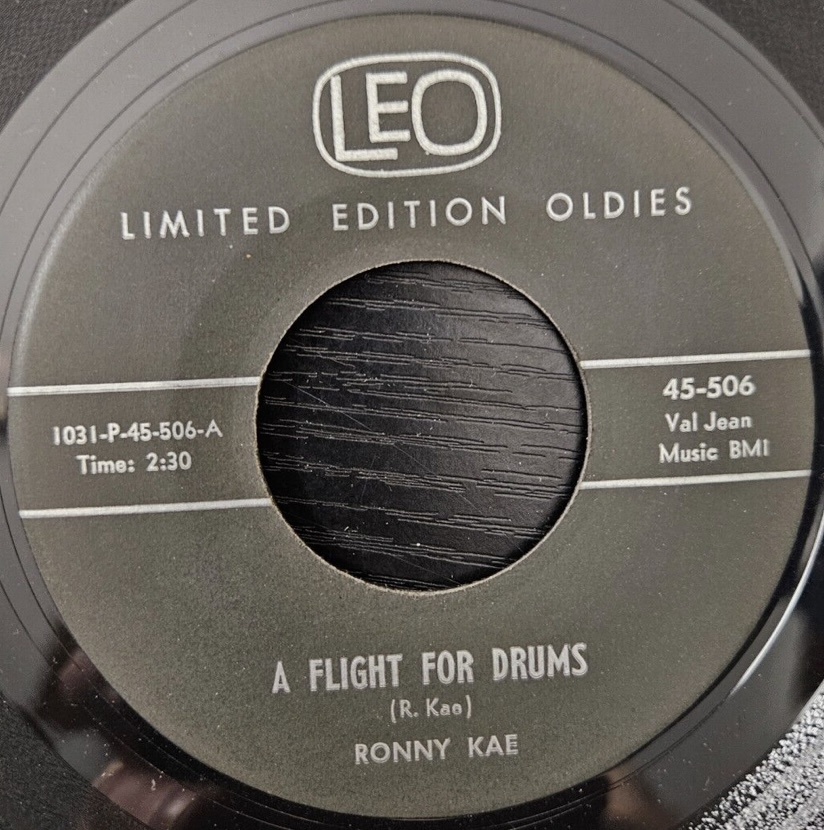 LEO
LIMITED EDITION OLDIES
1031-P-45-506-A
Time: 2:30
45-506
Val Jean
Music BMI
A FLIGHT FOR DRUMS
(R. Kae)
RONNY KAE